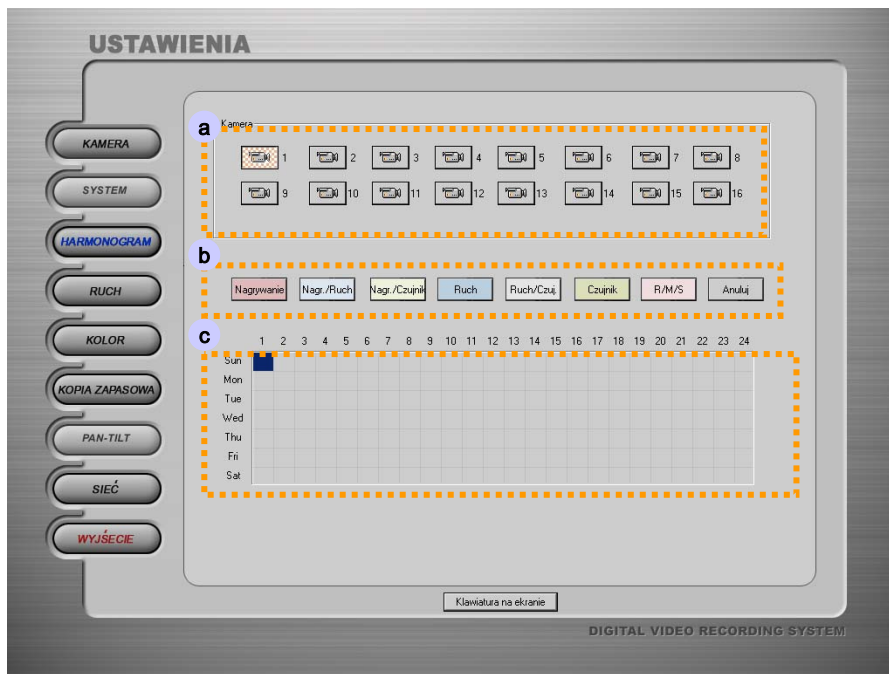 USTAWIENIA
KAMERA
SYSTEM
HARMONOGRAM
RUCH
KOLOR
KOPIA ZAPASOWA
PAN-TILT
SIEĆ
WYJŚECIE
a
Kamera
1 2 3 4 5 6 7 8
9 10 11 12 13 14 15 16
b
Nagrywanie Nagr./Ruch Nagr./Czujnik Ruch Ruch/Czuj. Czujnik R/M/S Anuluj
c
1 2 3 4 5 6 7 8 9 10 11 12 13 14 15 16 17 18 19 20 21 22 23 24
Sun
Mon
Tue
Wed
Thu
Fri
Sat
Klawiatura na ekranie
DIGITAL VIDEO RECORDING SYSTEM